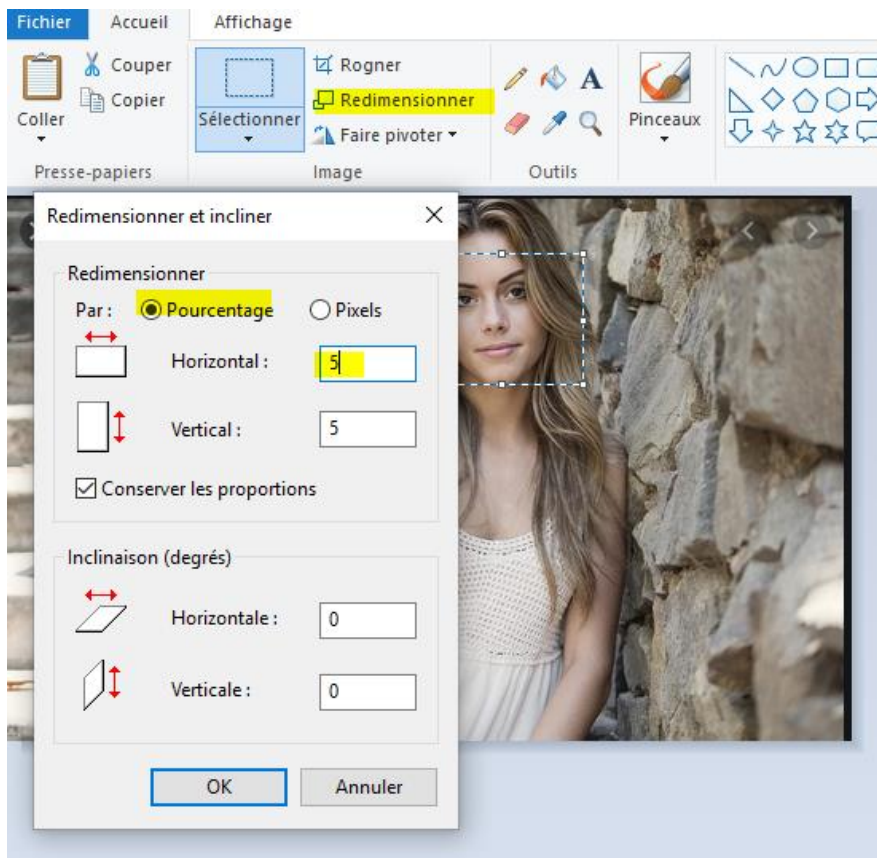 Fichier Accueil Affichage
Coller
Couper
Copier
Presse-papiers
Sélectionner
Rogner
Redimensionner
Faire pivoter
Image
A
Outils
Pinceaux
Redimensionner et incliner
Redimensionner
Par : Pourcentage Pixels
Horizontal : 5
Vertical : 5
Conserver les proportions
Inclinaison (degrés)
Horizontale : 0
Verticale : 0
OK Annuler